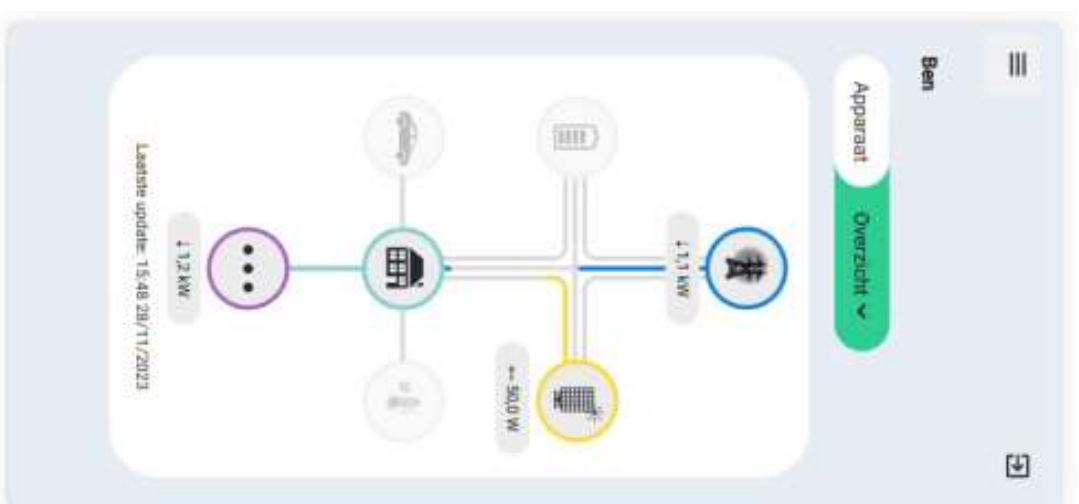 Ben
Apparaat
Overzicht
↓ 1,1 kW
← 50,0 W
↓ 1,2 kW
Laatste update: 15:48 28/11/2023